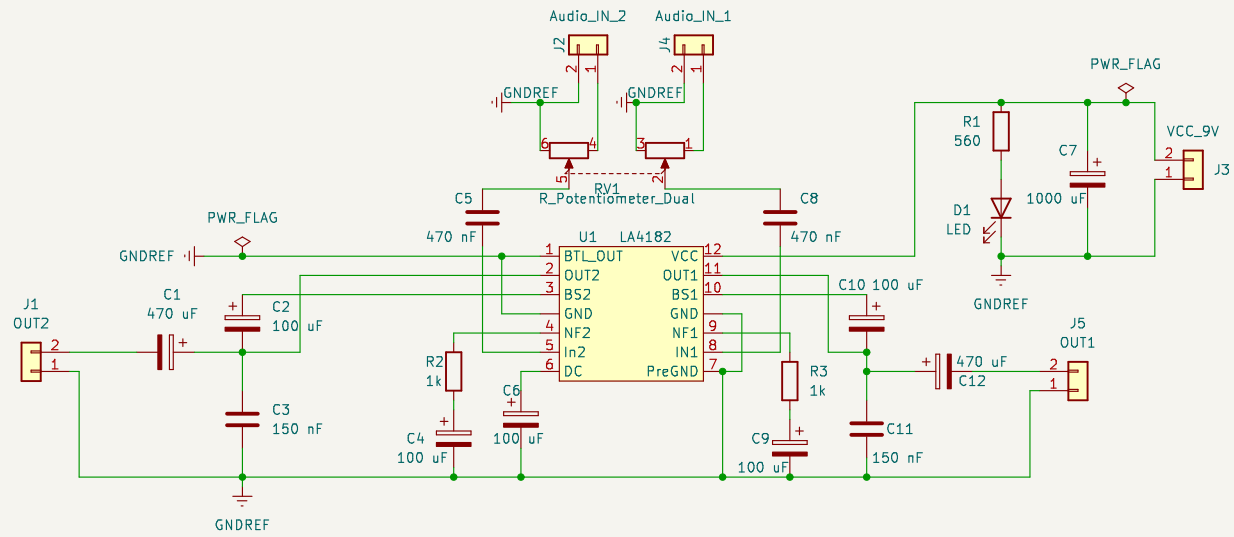 Audio_IN_2
Audio_IN_1
J2
J4
2
1
2
1
GNDREF
GNDREF
PWR_FLAG
6
4
3
1
5
2
RV1
R_Potentiometer_Dual
R1
560
C7
1000 uF
VCC_9V
2
1
J3
D1
LED
GNDREF
C5
470 nF
C8
470 nF
PWR_FLAG
GNDREF
U1
LA4182
1
BTL_OUT
VCC
12
2
OUT2
OUT1
11
3
BS2
BS1
10
GND
GND
4
NF2
NF1
9
5
In2
IN1
8
6
DC
PreGND
7
J1
OUT2
2
1
C1
470 uF
C2
100 uF
C3
150 nF
R2
1k
C4
100 uF
C6
100 uF
R3
1k
C9
100 uF
C10 100 uF
C11
150 nF
470 uF
C12
J5
OUT1
2
1
GNDREF